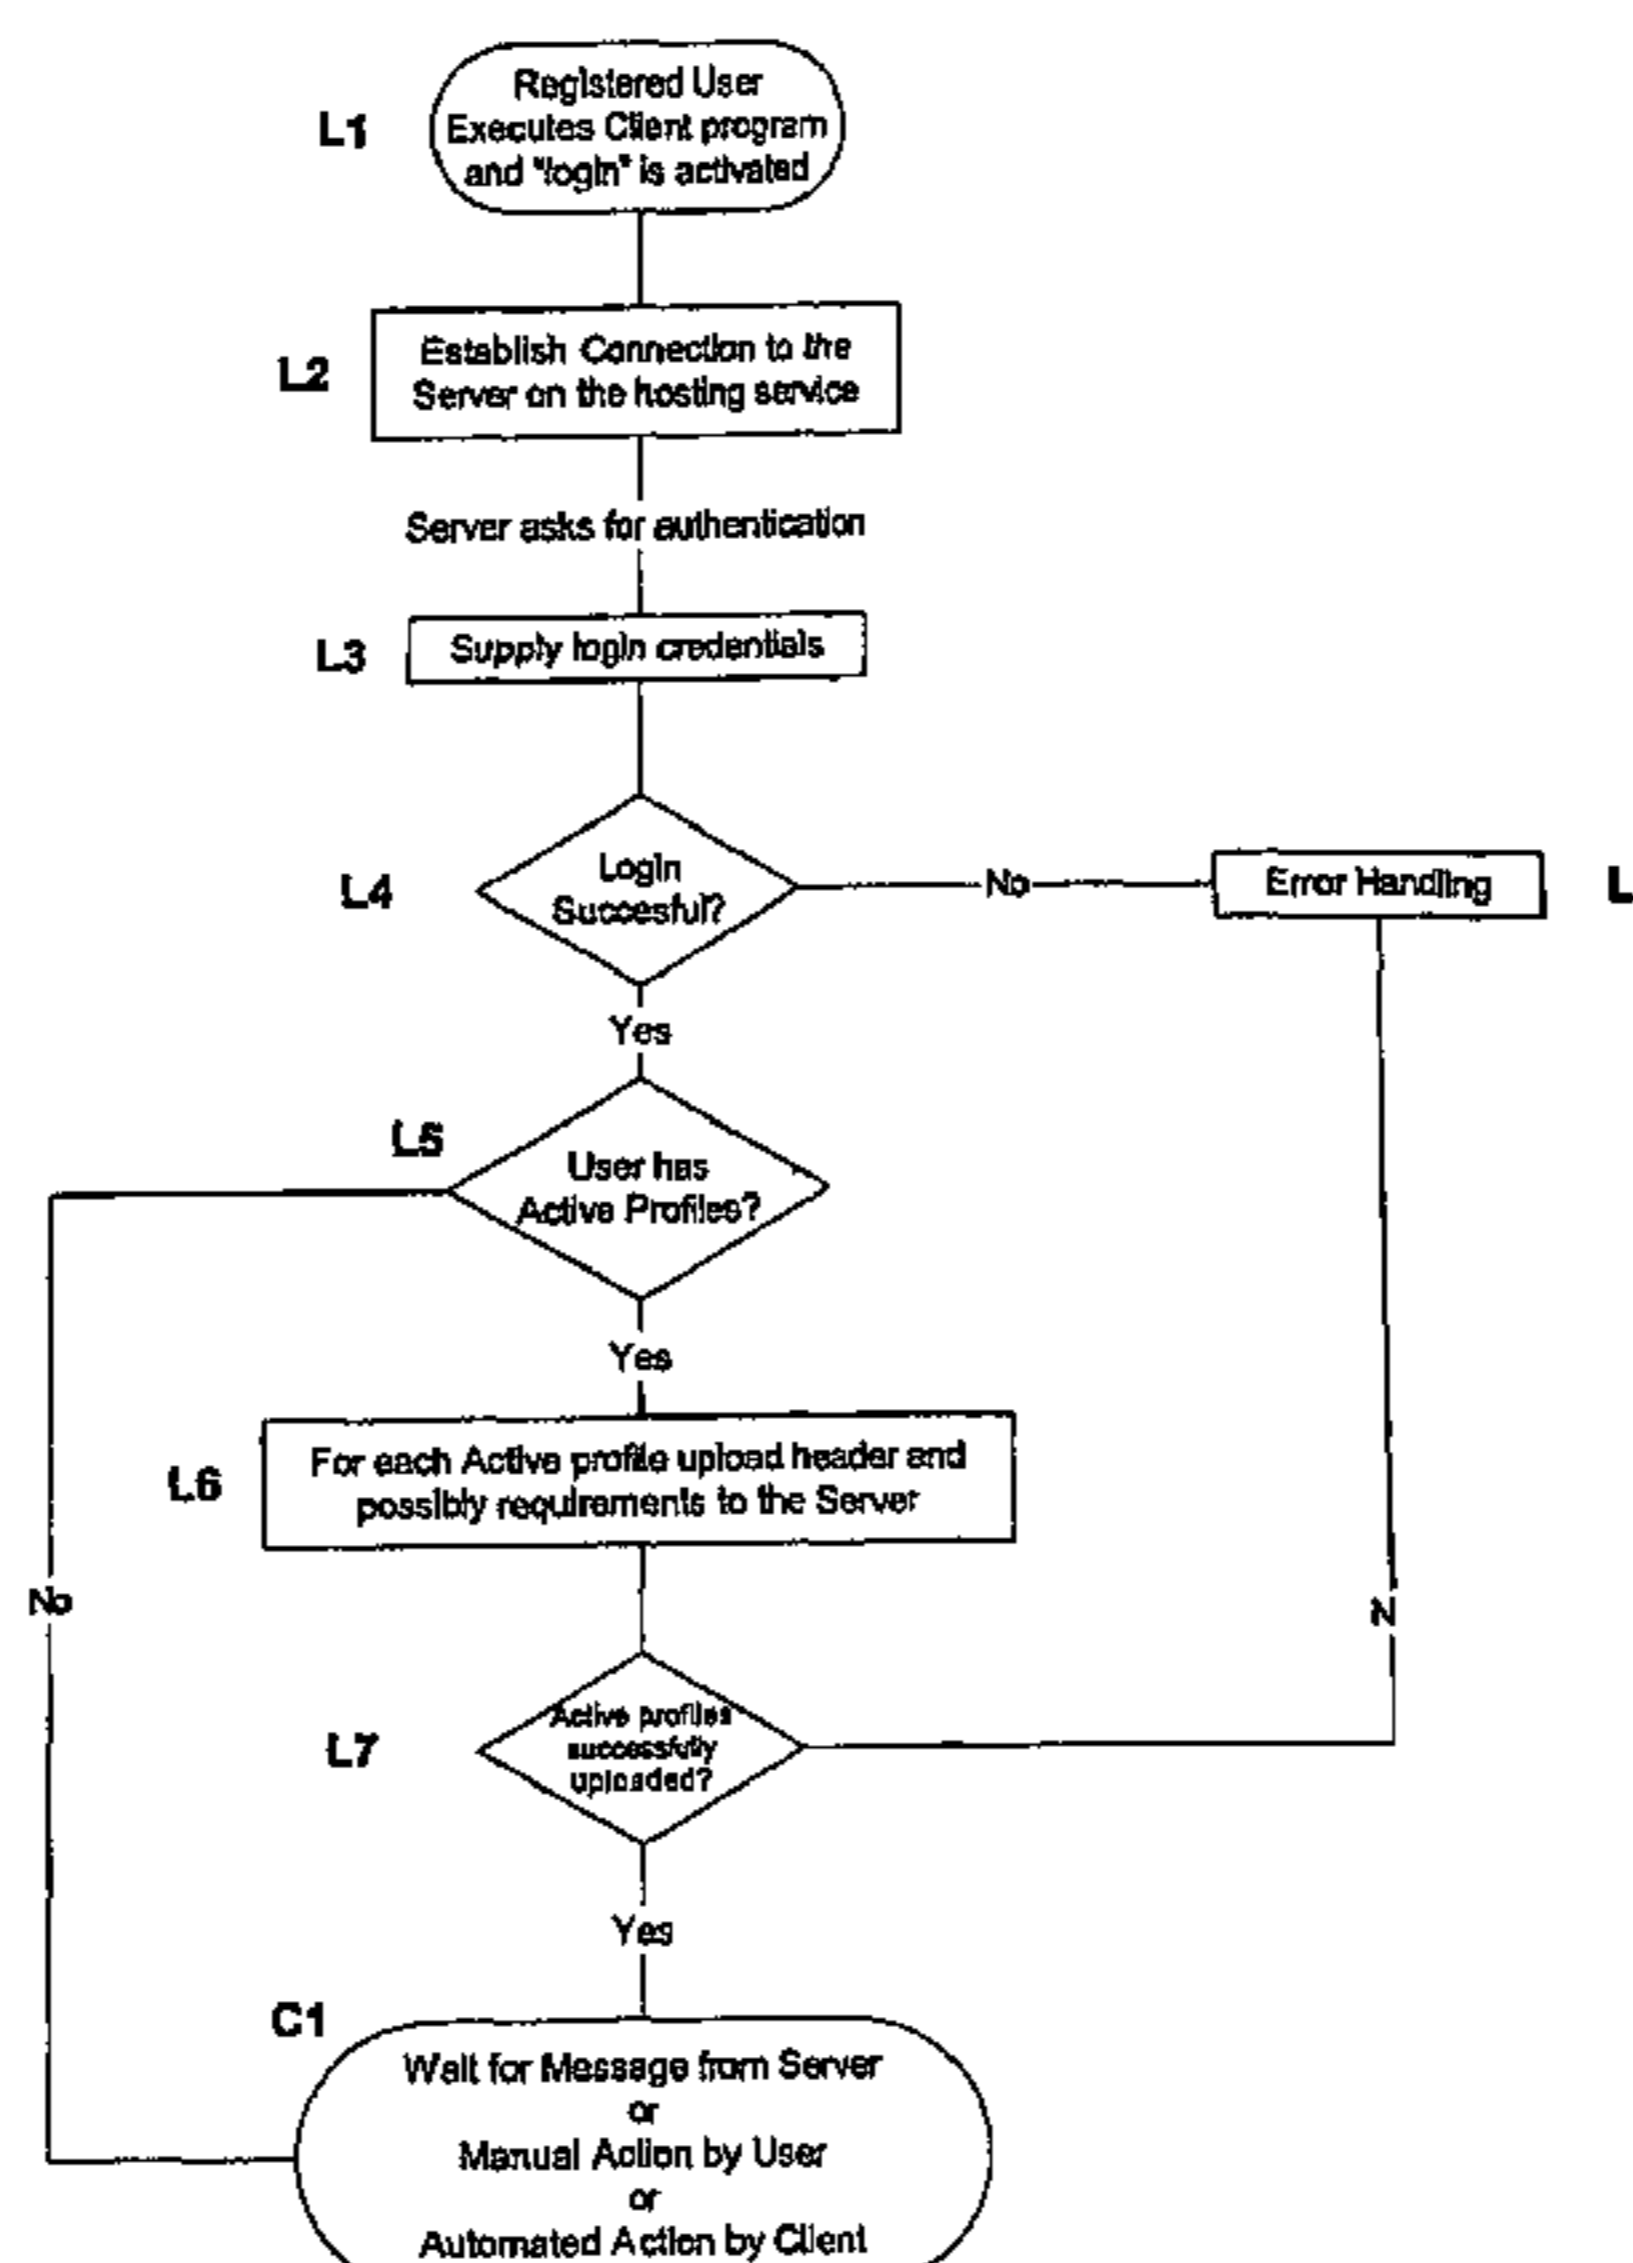 L1
Registered User
Executes Client program
and "login" is activated
L2
Establish Connection to the
Server on the hosting service
Server asks for authentication
L3
Supply login credentials
L4
Login
Succesful?
No
Error Handling
L
Yes
L5
User has
Active Profiles?
Yes
L6
For each Active profile upload header and
possibly requirements to the Server
No
N
L7
Active profiles
successfully
uploaded?
Yes
C1
Wait for Message from Server
or
Manual Action by User
or
Automated Action by Client